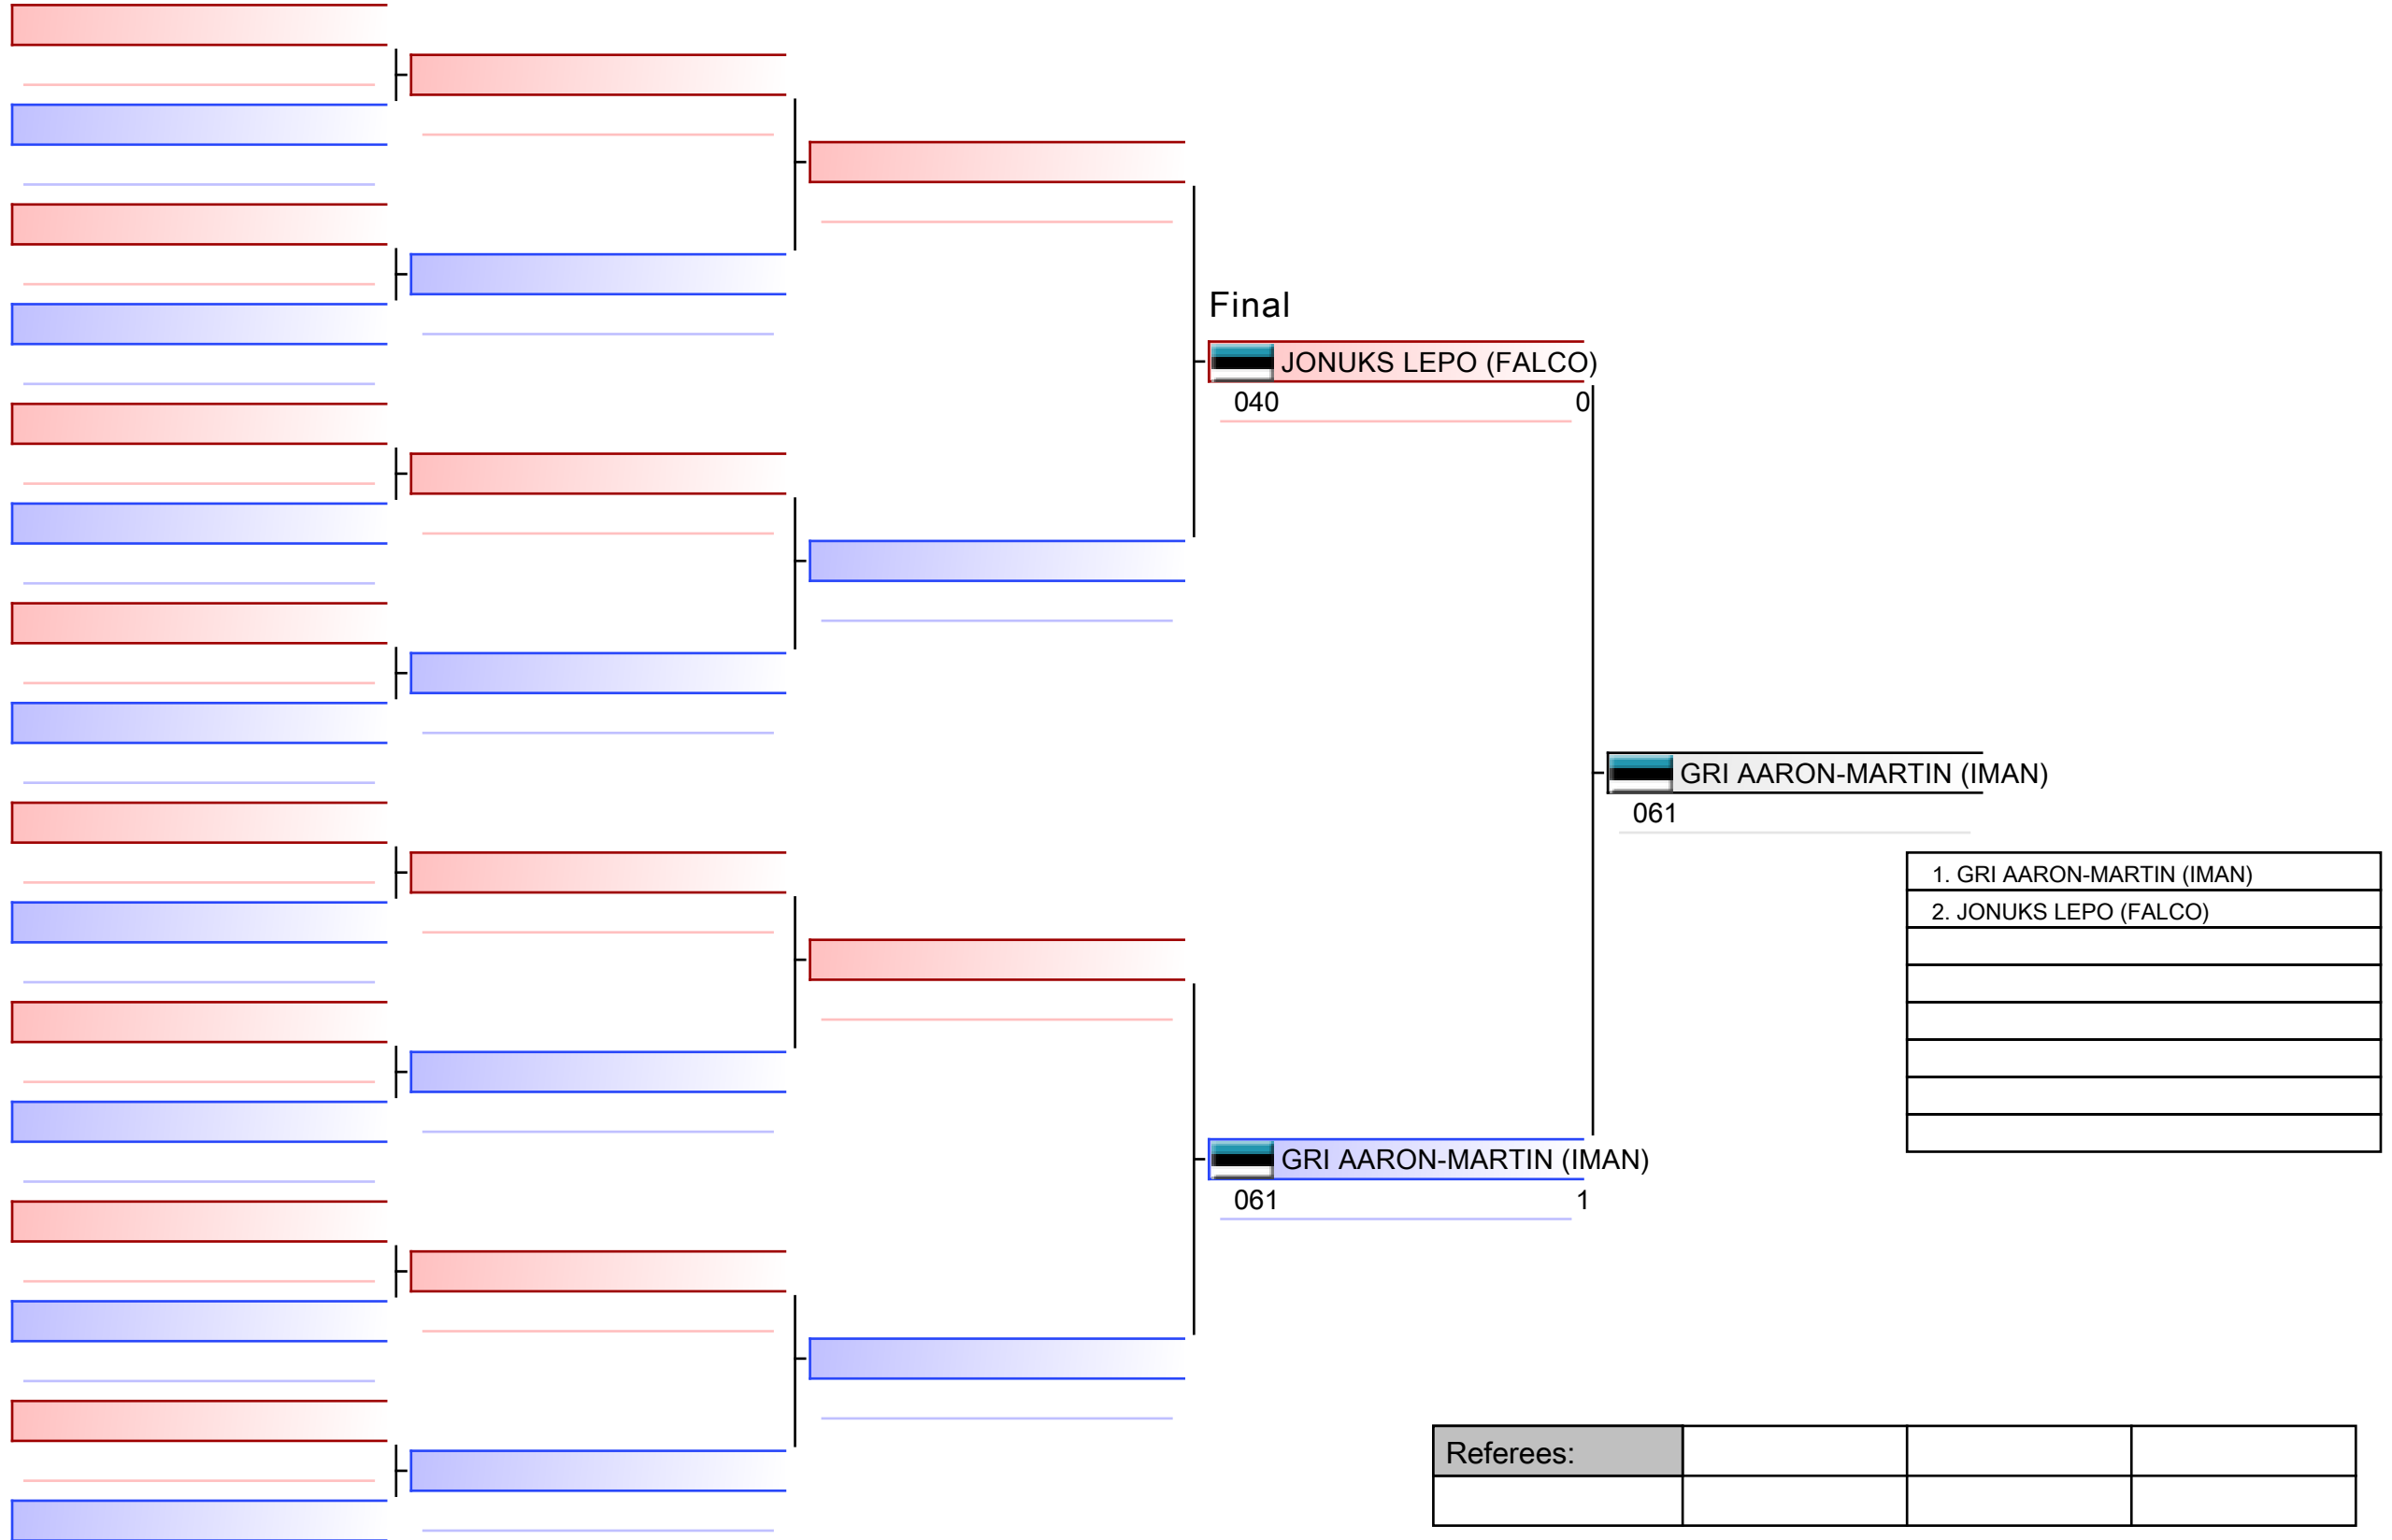 Final
JONUKS LEPO (FALCO)
040 0
GRI AARON-MARTIN (IMAN)
061
1. GRI AARON-MARTIN (IMAN)
2. JONUKS LEPO (FALCO)
GRI AARON-MARTIN (IMAN)
061 1
Referees: